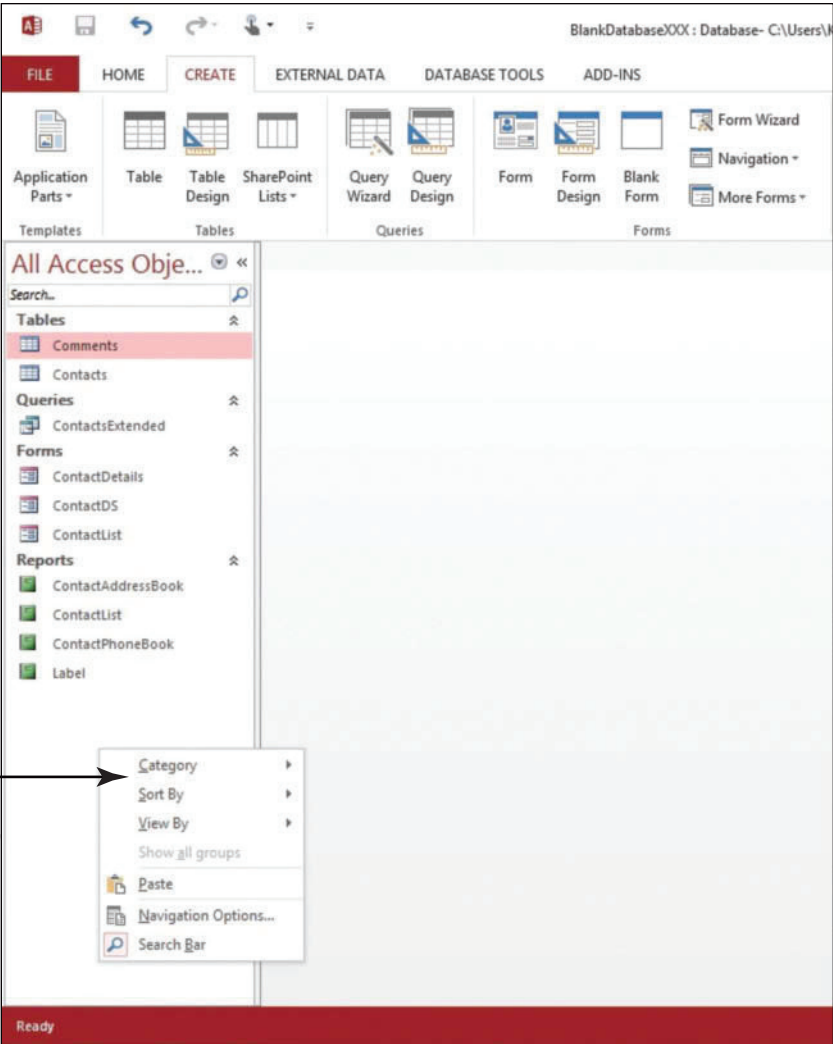 BlankDatabaseXXX : Database- C:\Users\K
FILE HOME CREATE EXTERNAL DATA DATABASE TOOLS ADD-INS
Application Parts
Table
Table Design
SharePoint Lists
Query Wizard
Query Design
Form
Form Design
Blank Form
Form Wizard
Navigation
More Forms
Templates Tables Queries Forms
All Access Obje...
Search...
Tables
Comments
Contacts
Queries
ContactsExtended
Forms
ContactDetails
ContactDS
ContactList
Reports
ContactAddressBook
ContactList
ContactPhoneBook
Label
Category
Sort By
View By
Show all groups
Paste
Navigation Options...
Search Bar
Ready